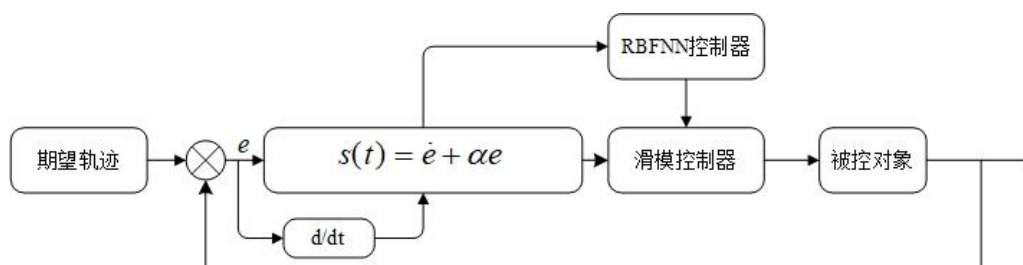 RBFNN控制器
期望轨迹
e
s(t) = ė + αe
滑模控制器
被控对象
d/dt